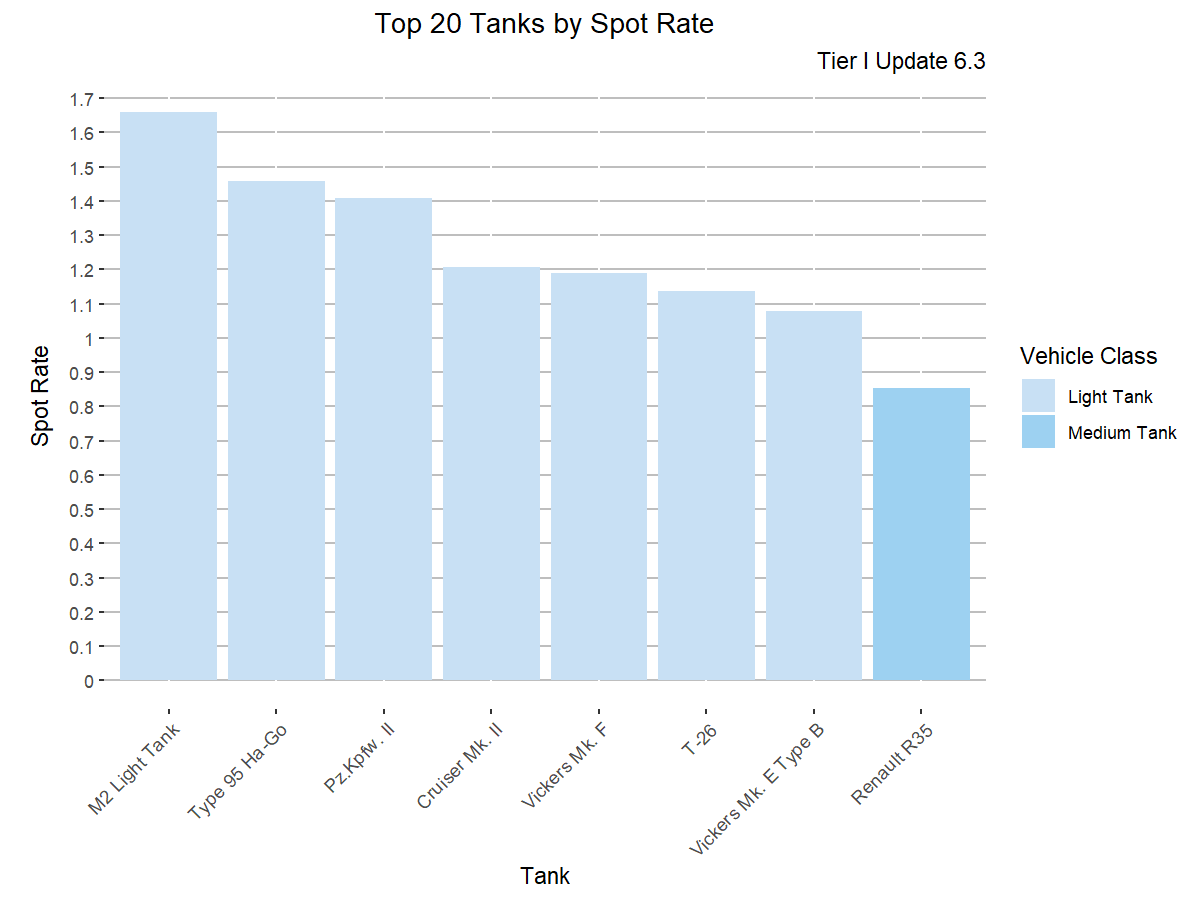 Top 20 Tanks by Spot Rate
Tier I Update 6.3
1.7
1.6
1.5
1.4
1.3
1.2
1.1
1
0.9
0.8
0.7
0.6
0.5
0.4
0.3
0.2
0.1
0
Spot Rate
M2 Light Tank
Type 95 Ha-Go
Pz.Kpfw. II
Cruiser Mk. II
Vickers Mk. F
T-26
Vickers Mk. E Type B
Renault R35
Tank
Vehicle Class
Light Tank
Medium Tank